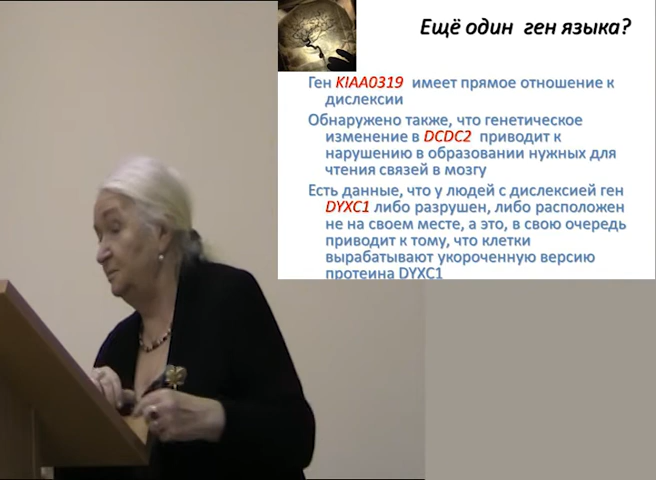 Ещё один ген языка?
Ген KIAA0319 имеет прямое отношение к
дислексии
Обнаружено также, что генетическое
изменение в DCDC2 приводит к
нарушению в образовании нужных для
чтения связей в мозгу
Есть данные, что у людей с дислексией ген
DYXC1 либо разрушен, либо расположен
не на своем месте, а это, в свою очередь
приводит к тому, что клетки
вырабатывают укороченную версию
протеина DYXC1